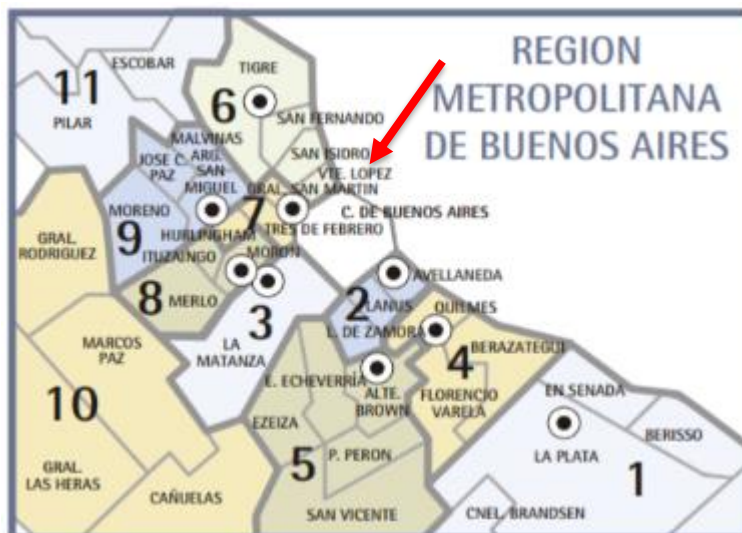 REGION
METROPOLITANA
DE BUENOS AIRES
ESCOBAR
11
PILAR
TIGRE
6
SAN FERNANDO
SAN ISIDRO
VTE. LOPEZ
MALVINAS
ARG.
JOSE C.
PAZ
SAN
MIGUEL
GRAL. SAN MARTIN
7
C. DE BUENOS AIRES
TRES DE FEBRERO
MORENO
9
HURLINGHAM
ITUZAINGO
MORON
GRAL.
RODRIGUEZ
8
MERLO
3
LA
MATANZA
2
AVELLANEDA
LANUS
L. DE ZAMORA
QUILMES
4
BERAZATEGUI
FLORENCIO
VARELA
MARCOS
PAZ
10
E. ECHEVERRÍA
ALTE.
BROWN
EZEIZA
5
P. PERON
SAN VICENTE
GRAL.
LAS HERAS
CAÑUELAS
EN SENADA
BERISSO
LA PLATA
1
CNEL. BRANDSEN